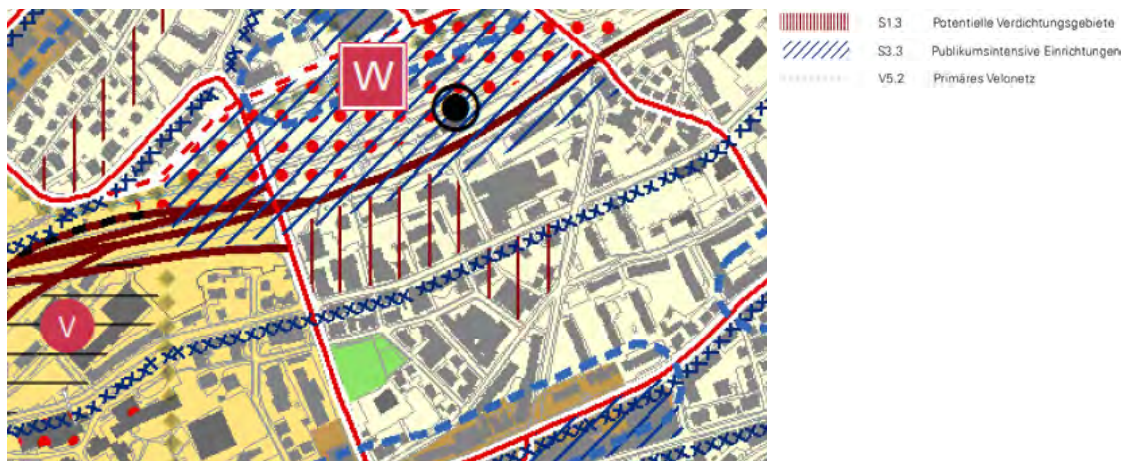 W
V
S1.3 Potentielle Verdichtungsgebiete
S3.3 Publikumsintensive Einrichtungen
V5.2 Primäres Velonetz